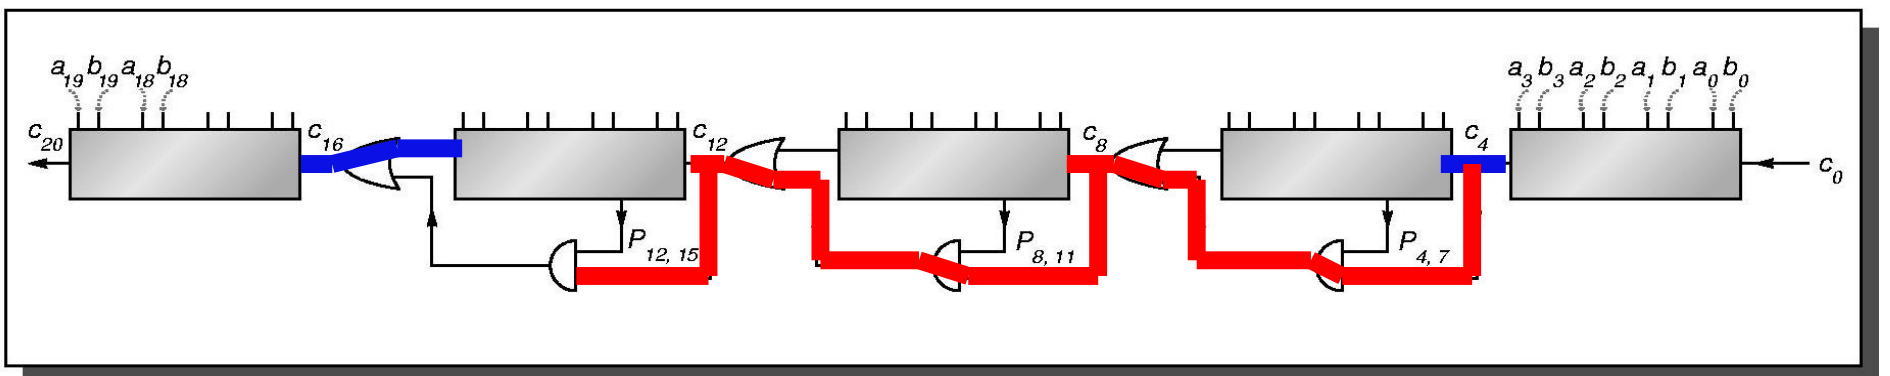 a19 b19 a18 b18
a3 b3 a2 b2 a1 b1 a0 b0
c20
c16
c12
c8
c4
c0
P12, 15
P8, 11
P4, 7